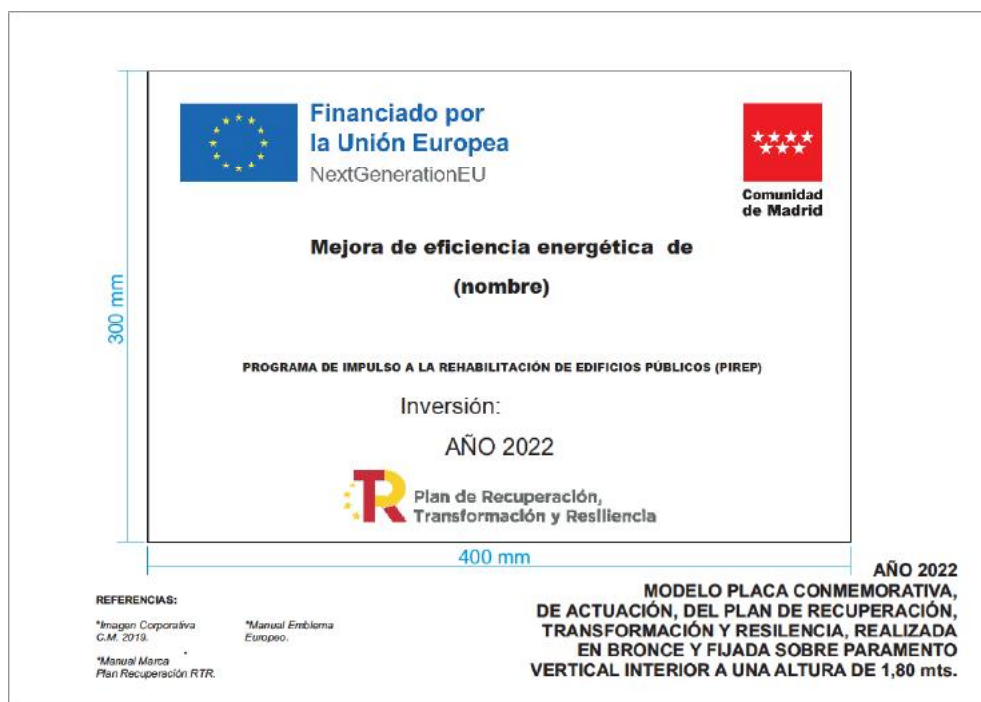 Financiado por
la Unión Europea
NextGenerationEU
Comunidad
de Madrid
Mejora de eficiencia energética de
(nombre)
PROGRAMA DE IMPULSO A LA REHABILITACIÓN DE EDIFICIOS PÚBLICOS (PIREP)
Inversión:
AÑO 2022
Plan de Recuperación,
Transformación y Resiliencia
300 mm
400 mm
REFERENCIAS:
*Imagen Corporativa
C.M. 2019.
*Manual Emblema
Europeo.
*Manual Marca
Plan Recuperación RTR.
AÑO 2022
MODELO PLACA CONMEMORATIVA,
DE ACTUACIÓN, DEL PLAN DE RECUPERACIÓN,
TRANSFORMACIÓN Y RESILENCIA, REALIZADA
EN BRONCE Y FIJADA SOBRE PARAMENTO
VERTICAL INTERIOR A UNA ALTURA DE 1,80 mts.